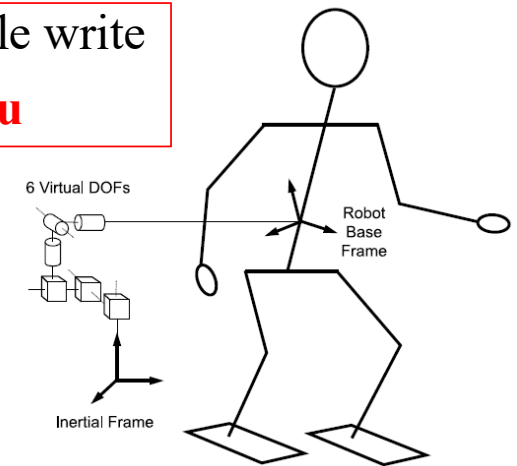 le write
u
6 Virtual DOFs
Robot
Base
Frame
Inertial Frame